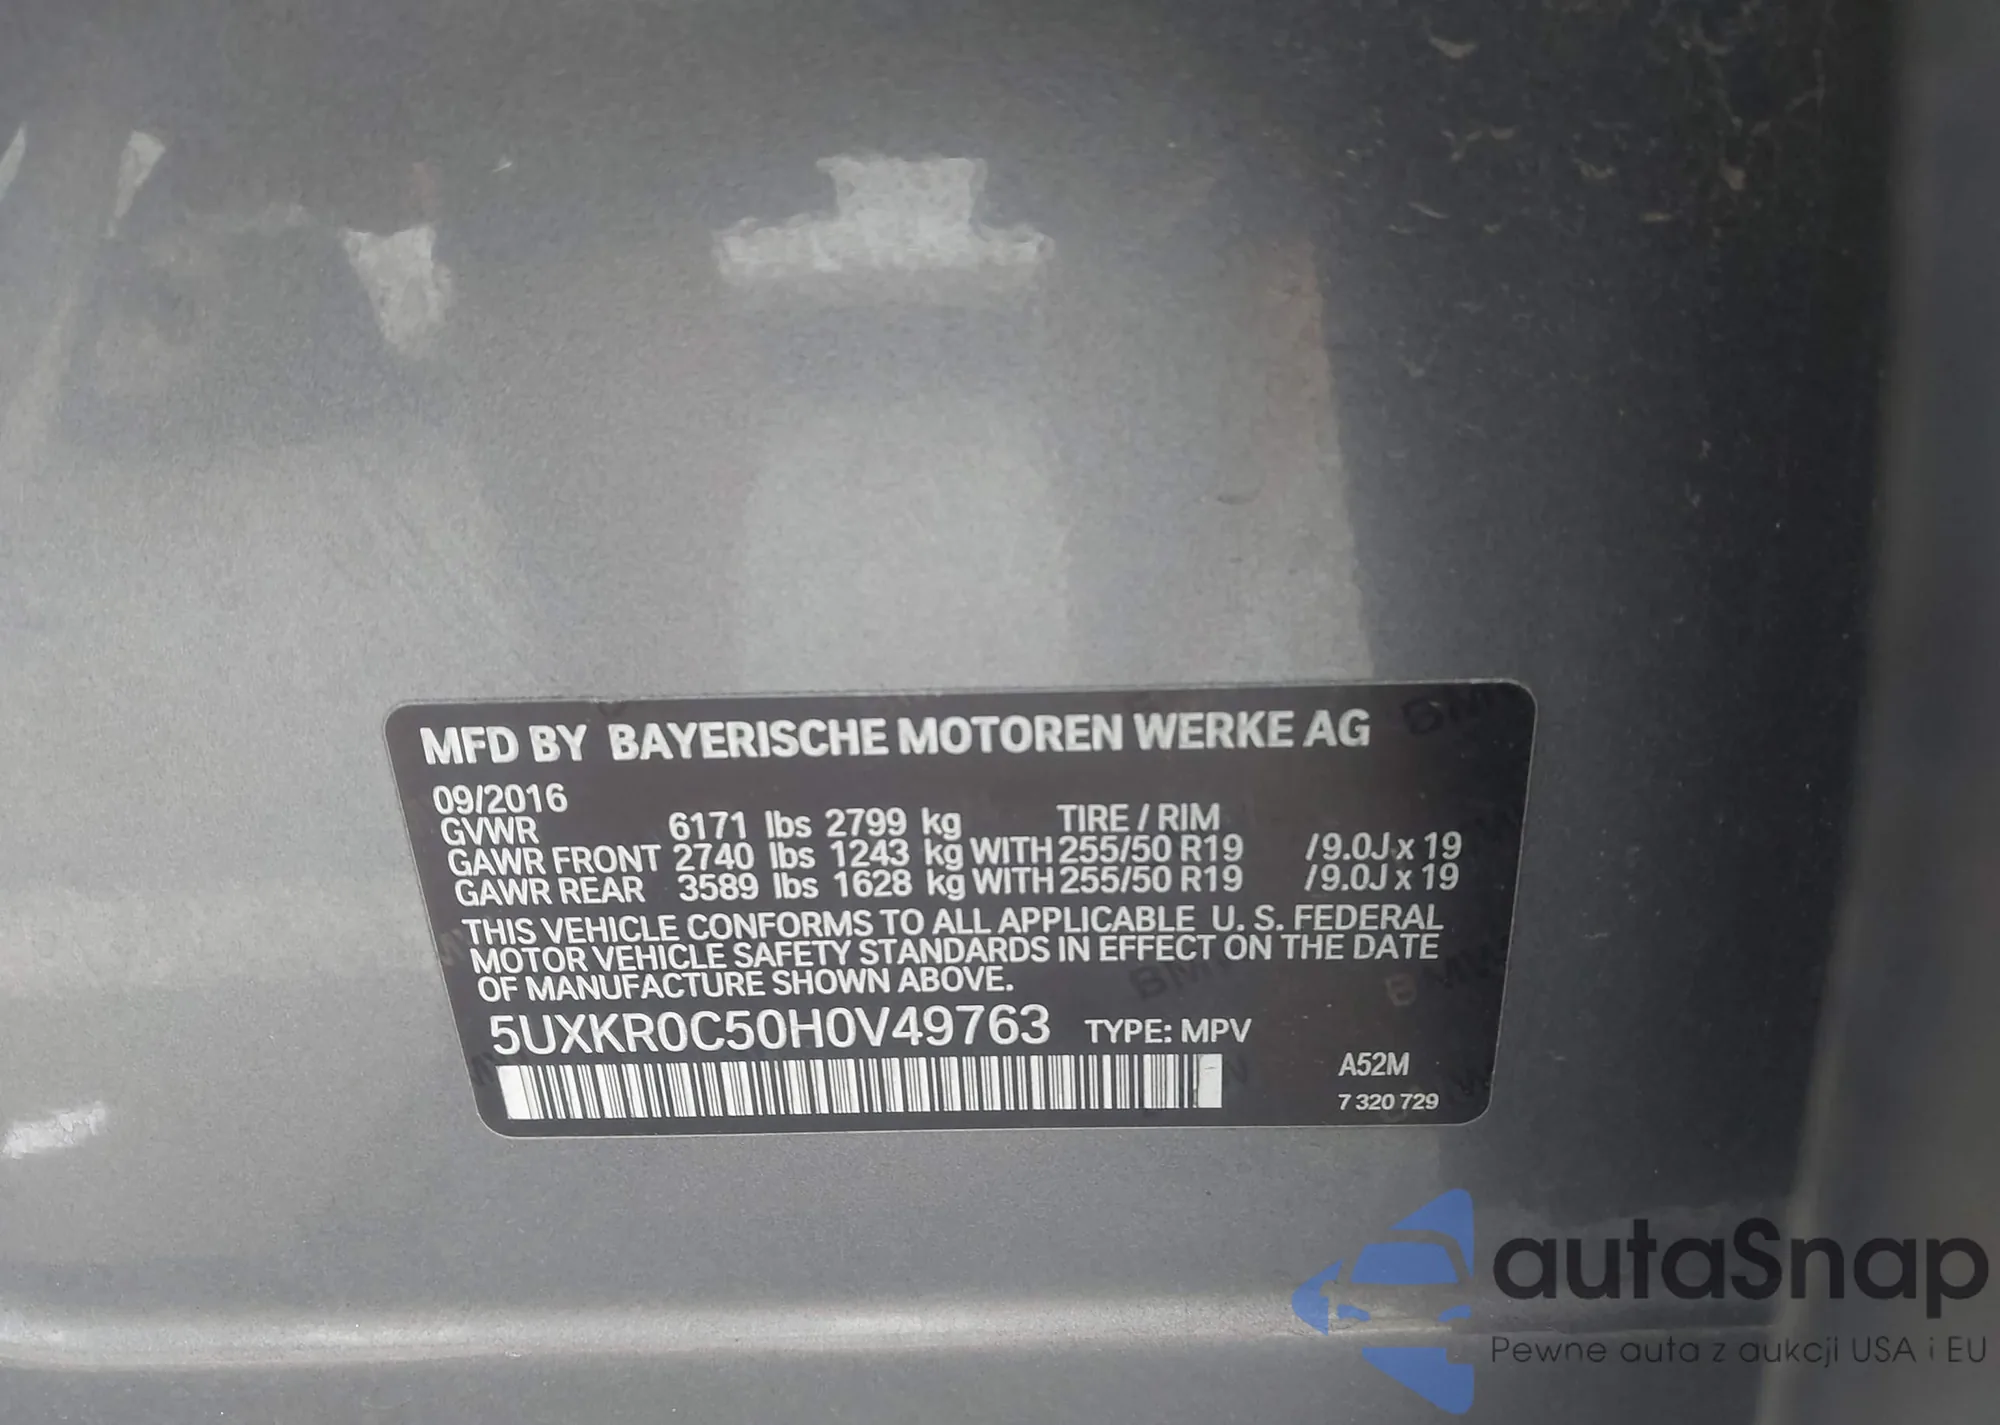 MFD BY BAYERISCHE MOTOREN WERKE AG
09/2016
GVWR 6171 lbs 2799 kg TIRE / RIM
GAWR FRONT 2740 lbs 1243 kg WITH 255/50 R19 /9.0J x 19
GAWR REAR 3589 lbs 1628 kg WITH 255/50 R19 /9.0J x 19
THIS VEHICLE CONFORMS TO ALL APPLICABLE U. S. FEDERAL
MOTOR VEHICLE SAFETY STANDARDS IN EFFECT ON THE DATE
OF MANUFACTURE SHOWN ABOVE.
5UXKR0C50H0V49763 TYPE: MPV
A52M
7 320 729
autaSnap
Pewne auta z aukcji USA i EU